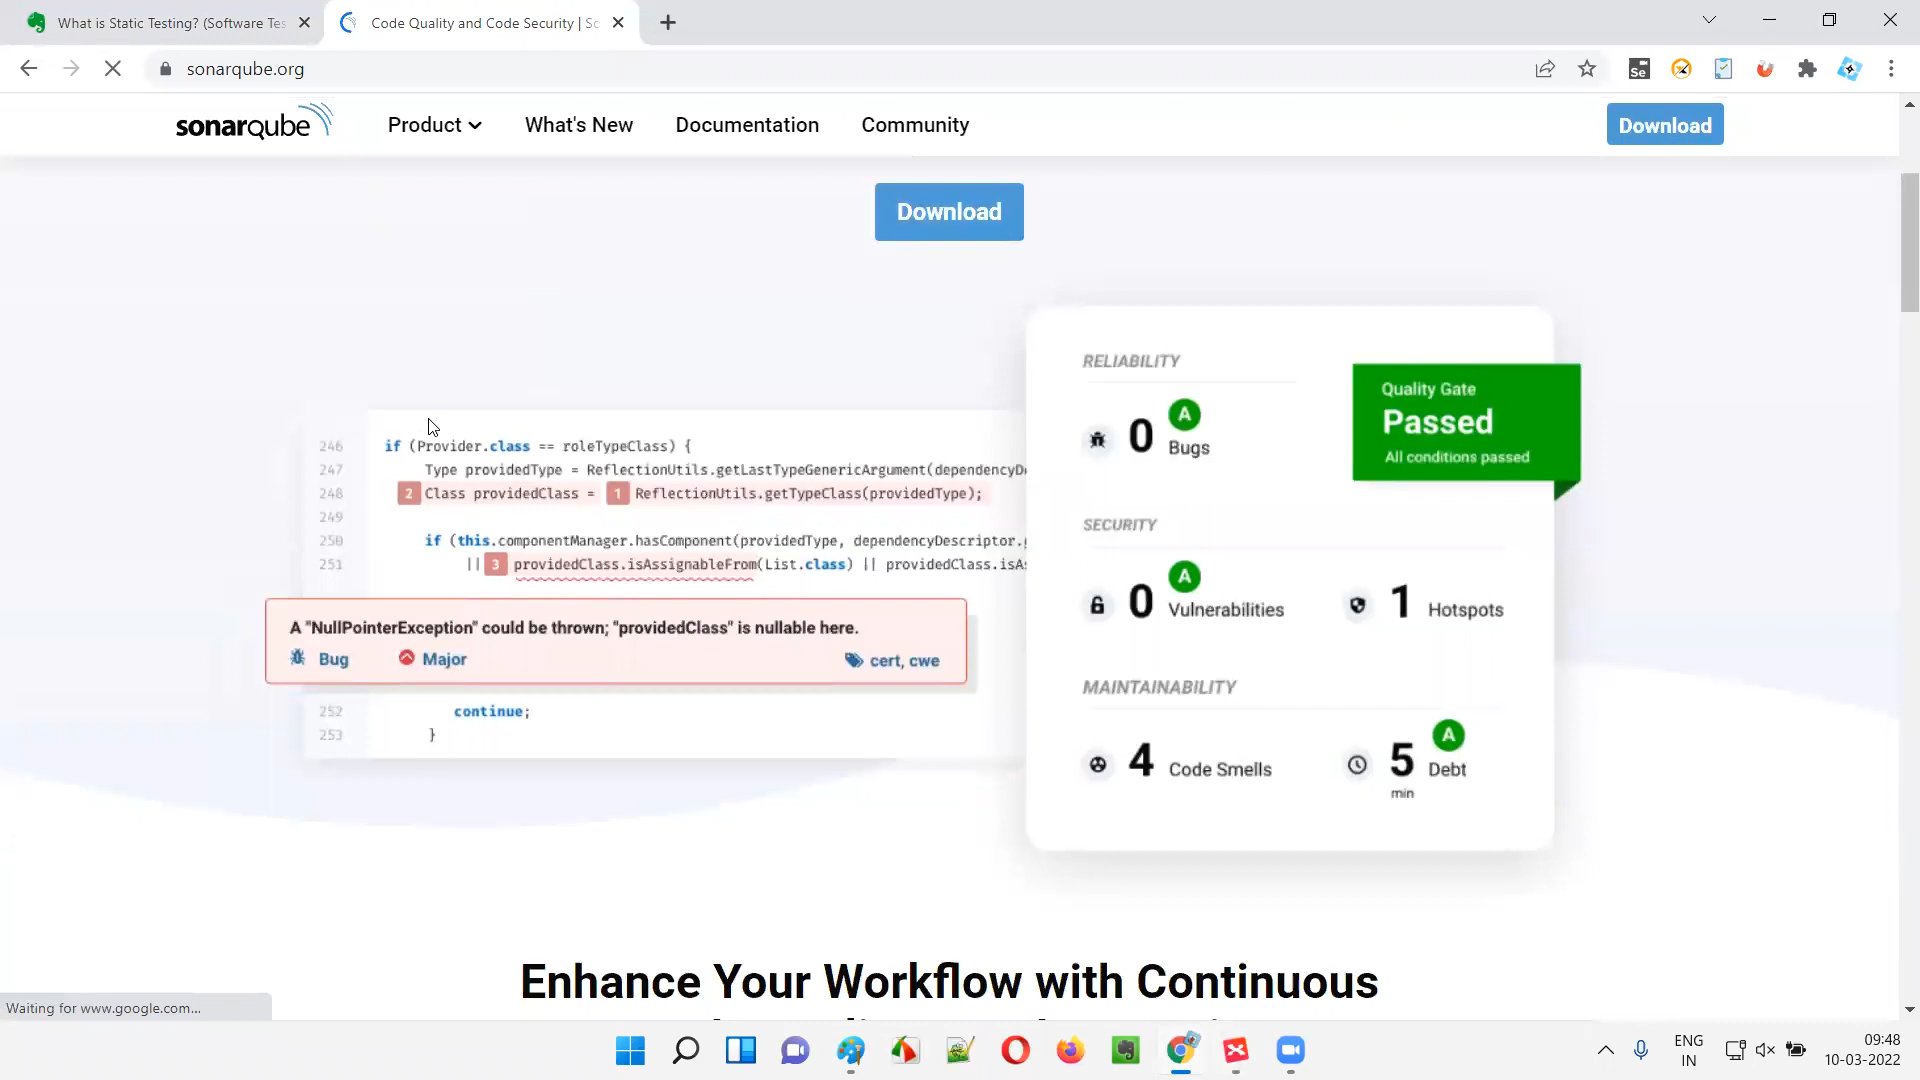 What is Static Testing? (Software Tes
Code Quality and Code Security | So
sonarqube.org
Se
sonarqube
Product
What's New
Documentation
Community
Download
Download
RELIABILITY
0 A Bugs
Quality Gate
Passed
All conditions passed
246 if (Provider.class == roleTypeClass) {
247 Type providedType = ReflectionUtils.getLastTypeGenericArgument(dependencyDe
248 2 Class providedClass = 1 ReflectionUtils.getTypeClass(providedType);
249
250 if (this.componentManager.hasComponent(providedType, dependencyDescriptor.g
251 || 3 providedClass.isAssignableFrom(List.class) || providedClass.isAs
A "NullPointerException" could be thrown; "providedClass" is nullable here.
Bug Major cert, cwe
252 continue;
253 }
SECURITY
0 A Vulnerabilities
1 Hotspots
MAINTAINABILITY
4 Code Smells
5 A Debt
min
Enhance Your Workflow with Continuous
Waiting for www.google.com...
ENG
IN
09:48
10-03-2022